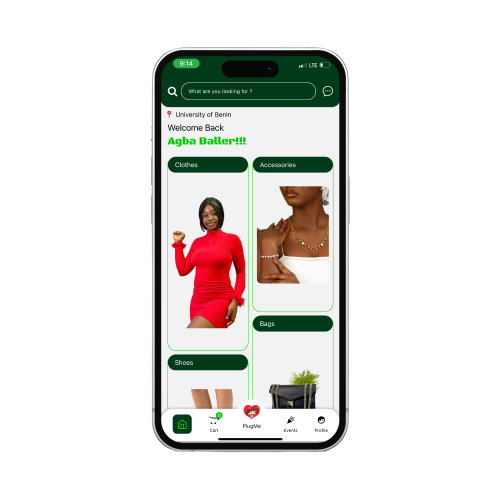 9:14
LTE
What are you looking for ?
University of Benin
Welcome Back
Agba Baller!!!
Clothes
Accessories
Bags
Shoes
Cart
PlugMe
Events
Profile